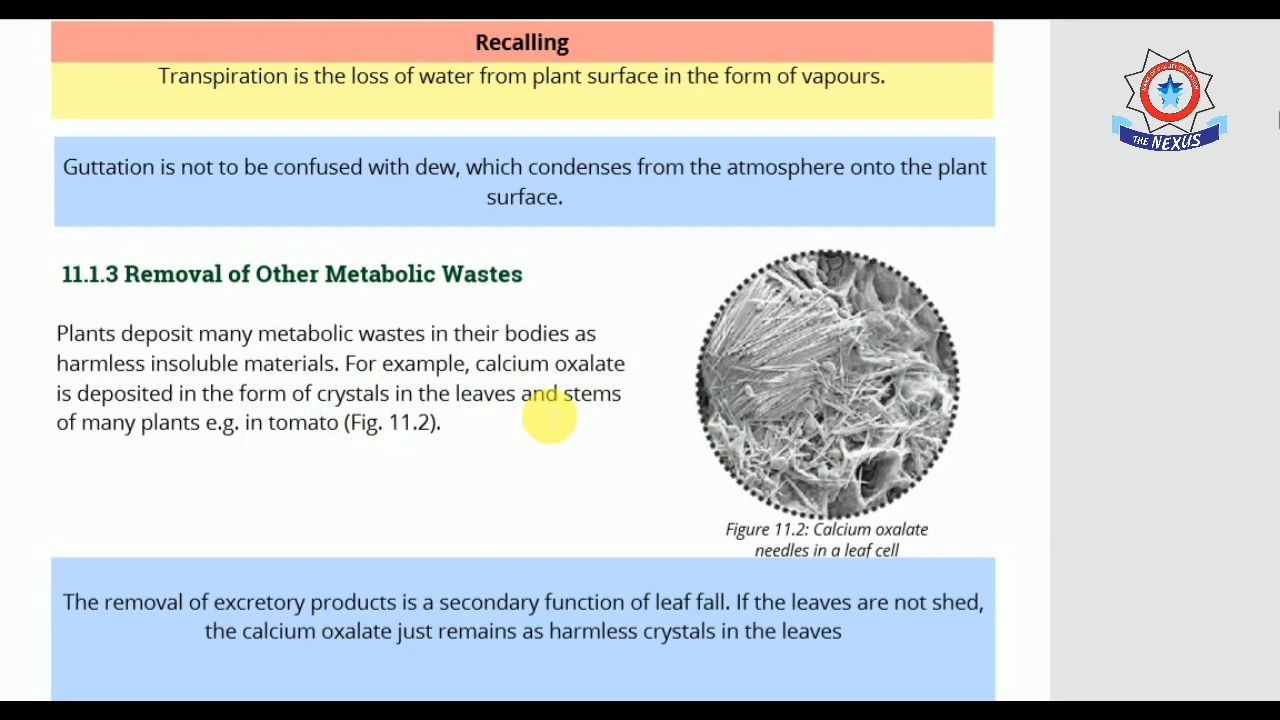 Recalling
Transpiration is the loss of water from plant surface in the form of vapours.
Guttation is not to be confused with dew, which condenses from the atmosphere onto the plant
surface.
11.1.3 Removal of Other Metabolic Wastes
Plants deposit many metabolic wastes in their bodies as
harmless insoluble materials. For example, calcium oxalate
is deposited in the form of crystals in the leaves and stems
of many plants e.g. in tomato (Fig. 11.2).
Figure 11.2: Calcium oxalate
needles in a leaf cell
The removal of excretory products is a secondary function of leaf fall. If the leaves are not shed,
the calcium oxalate just remains as harmless crystals in the leaves
THE NEXUS